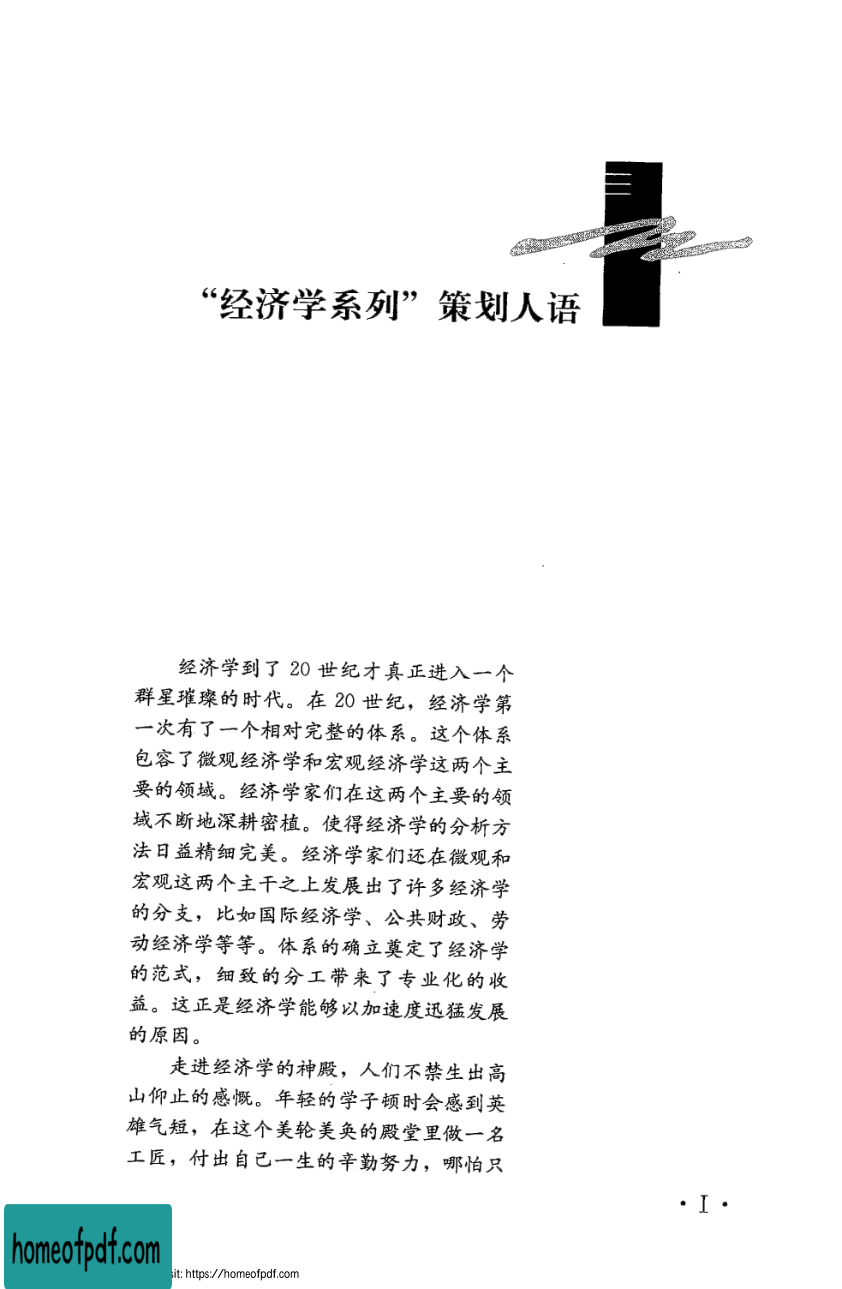 “经济学系列”策划人语
经济学到了 20 世纪才真正进入一个
群星璀璨的时代。在 20 世纪，经济学第
一次有了一个相对完整的体系。这个体系
包容了微观经济学和宏观经济学这两个主
要的领域。经济学家们在这两个主要的领
域不断地深耕密植。使得经济学的分析方
法日益精细完美。经济学家们还在微观和
宏观这两个主干之上发展出了许多经济学
的分支，比如国际经济学、公共财政、劳
动经济学等等。体系的确立奠定了经济学
的范式，细致的分工带来了专业化的收
益。这正是经济学能够以加速度迅猛发展
的原因。
走进经济学的神殿，人们不禁生出高
山仰止的感慨。年轻的学子顿时会感到英
雄气短，在这个美轮美奂的殿堂里做一名
工匠，付出自己一生的辛勤努力，哪怕只
· I ·
homeofpdf.com
sit: https://homeofpdf.com